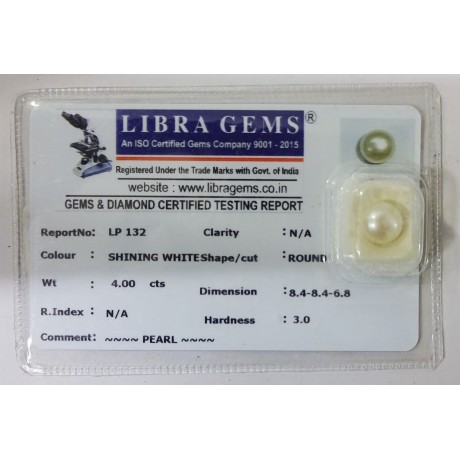 LIBRA GEMS ®
An ISO Certified Gems Company 9001 - 2015
Registered Under the Trade Marks with Govt. of India
website : www.libragems.co.in
GEMS & DIAMOND CERTIFIED TESTING REPORT
ReportNo: LP 132 Clarity : N/A
Colour : SHINING WHITE Shape/cut : ROUND
Wt : 4.00 cts Dimension : 8.4-8.4-6.8
R.Index : N/A Hardness : 3.0
Comment: ~~~~ PEARL ~~~~